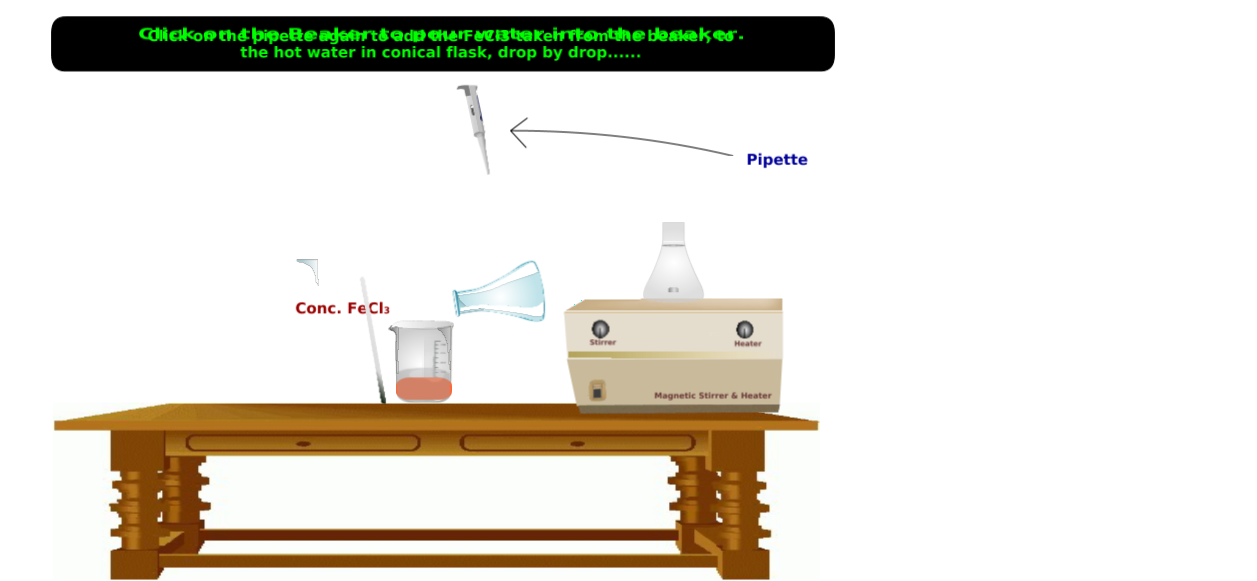 Click on the Beaker to pour water into the beaker.
Click on the pipette again to add the FeCl3 taken from the beaker, to
the hot water in conical flask, drop by drop......
Pipette
Conc. FeCl₃
Stirrer
Heater
Magnetic Stirrer & Heater